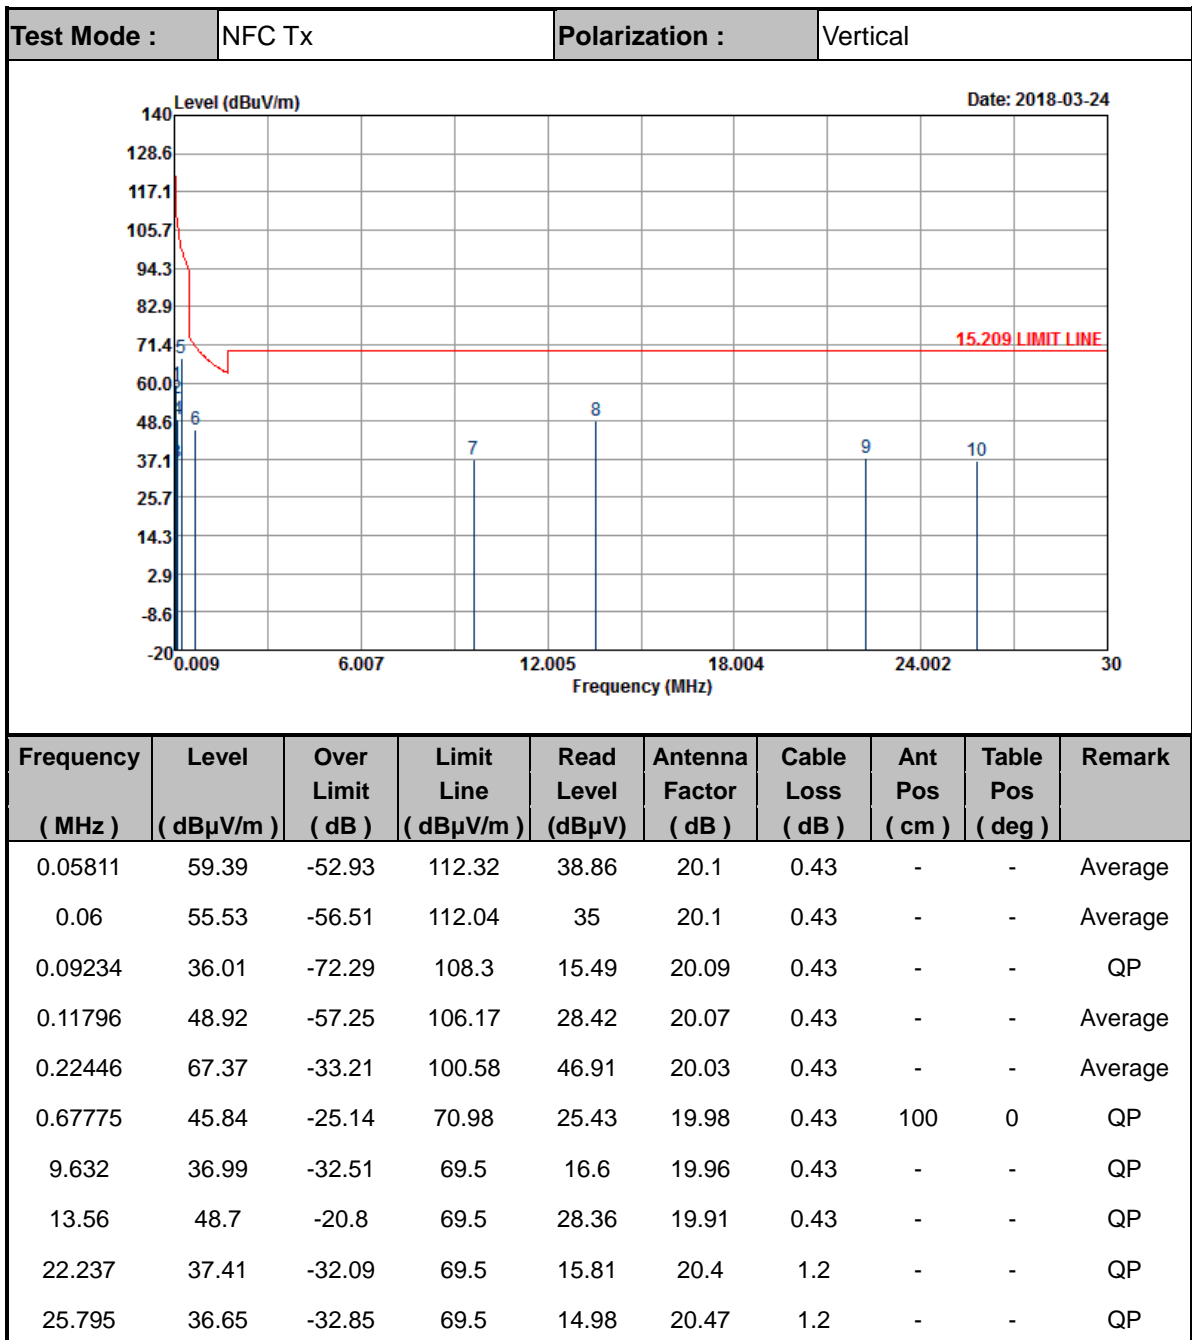 Test Mode : NFC Tx Polarization : Vertical
Level (dBuV/m) Date: 2018-03-24
140
128.6
117.1
105.7
94.3
82.9
71.4
60.0
48.6
37.1
25.7
14.3
2.9
-8.6
-20
15.209 LIMIT LINE
5
1
2
4
3
6
7
8
9
10
0.009 6.007 12.005 18.004 24.002 30
Frequency (MHz)
Frequency Level Over Limit Read Antenna Cable Ant Table Remark
Limit Line Level Factor Loss Pos Pos
( MHz ) ( dBµV/m ) ( dB ) ( dBµV/m ) (dBµV) ( dB ) ( dB ) ( cm ) ( deg )
0.05811 59.39 -52.93 112.32 38.86 20.1 0.43 - - Average
0.06 55.53 -56.51 112.04 35 20.1 0.43 - - Average
0.09234 36.01 -72.29 108.3 15.49 20.09 0.43 - - QP
0.11796 48.92 -57.25 106.17 28.42 20.07 0.43 - - Average
0.22446 67.37 -33.21 100.58 46.91 20.03 0.43 - - Average
0.67775 45.84 -25.14 70.98 25.43 19.98 0.43 100 0 QP
9.632 36.99 -32.51 69.5 16.6 19.96 0.43 - - QP
13.56 48.7 -20.8 69.5 28.36 19.91 0.43 - - QP
22.237 37.41 -32.09 69.5 15.81 20.4 1.2 - - QP
25.795 36.65 -32.85 69.5 14.98 20.47 1.2 - - QP